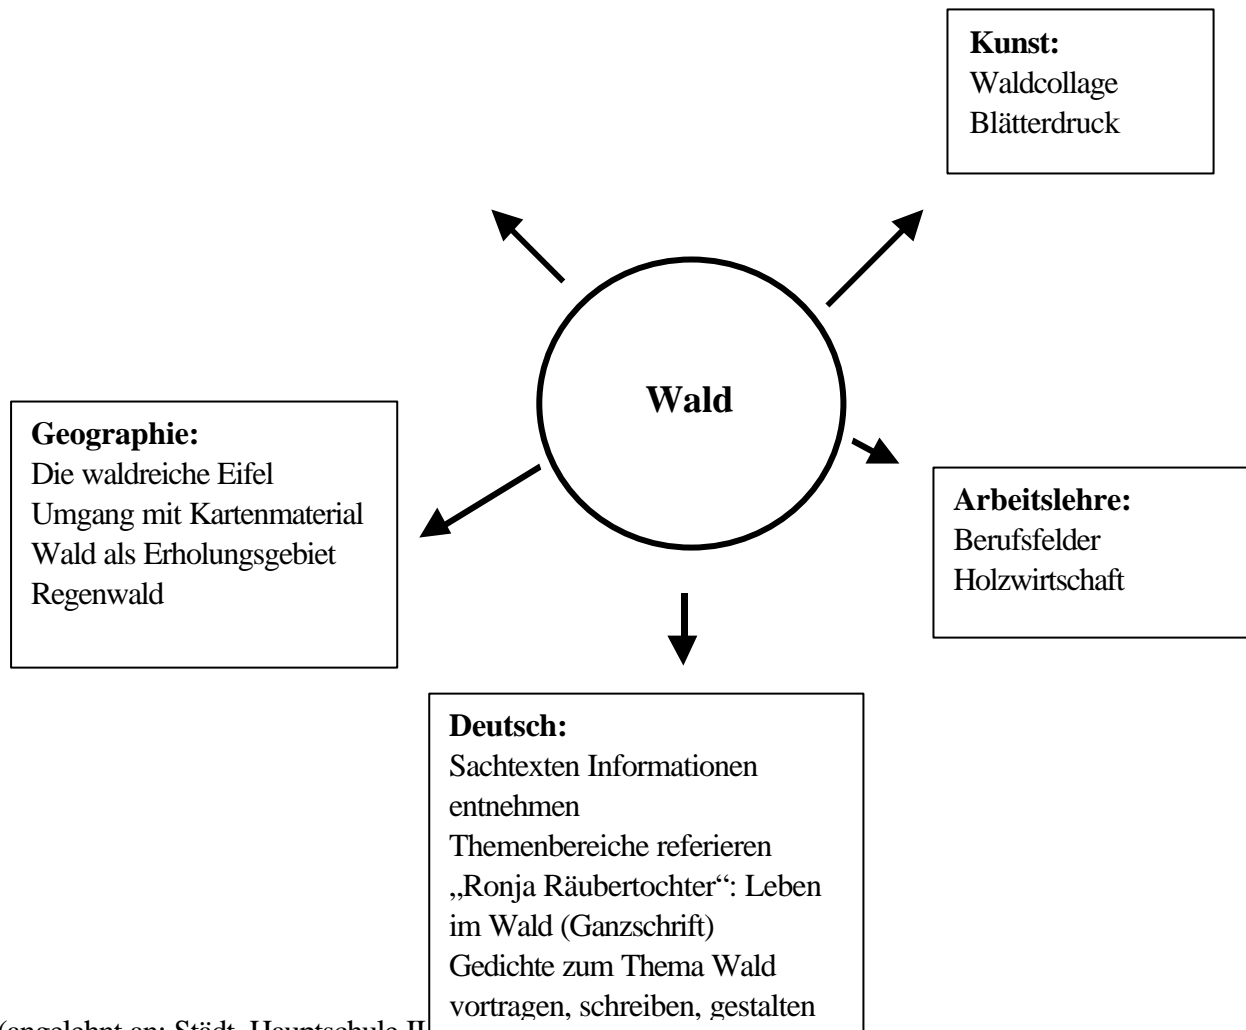 Kunst:
Waldcollage
Blätterdruck
Wald
Geographie:
Die waldreiche Eifel
Umgang mit Kartenmaterial
Wald als Erholungsgebiet
Regenwald
Arbeitslehre:
Berufsfelder
Holzwirtschaft
Deutsch:
Sachtexten Informationen
entnehmen
Themenbereiche referieren
„Ronja Räubertochter“: Leben
im Wald (Ganzschrift)
Gedichte zum Thema Wald
vortragen, schreiben, gestalten
(angelehnt an: Städt. Hauptschule II